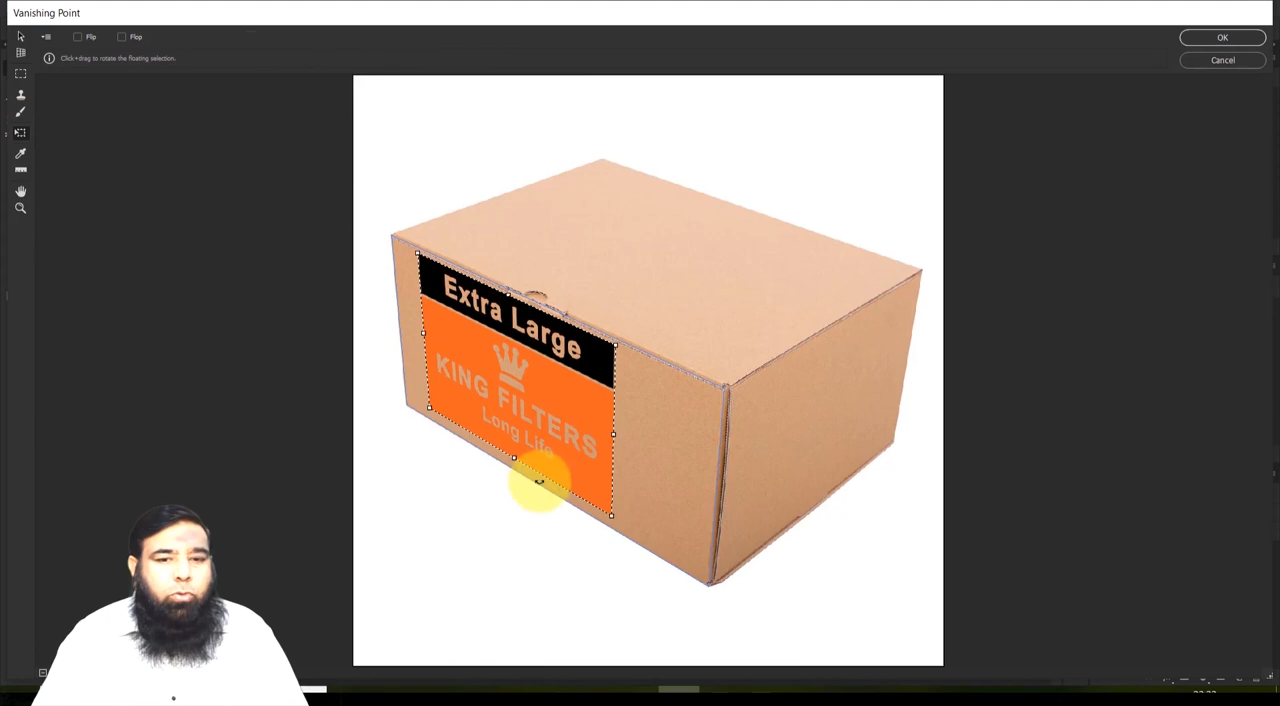 Vanishing Point
Flip
Flop
OK
Click+drag to rotate the floating selection.
Cancel
Extra Large
KING FILTERS
Long Life